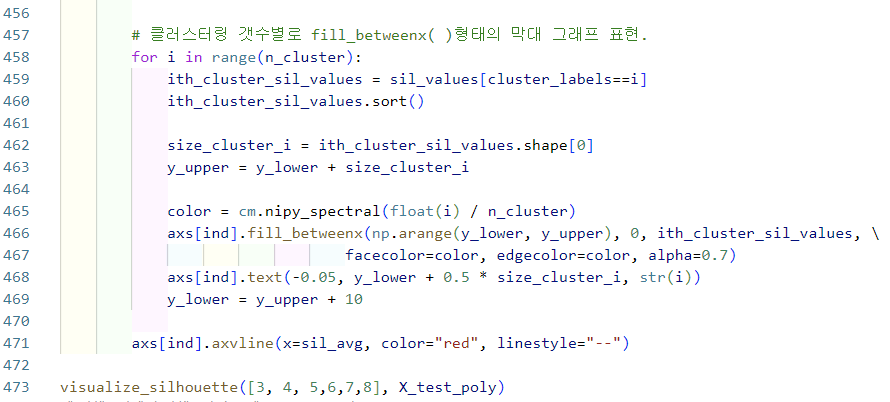 456
457 # 클러스터링 갯수별로 fill_betweenx( )형태의 막대 그래프 표현.
458 for i in range(n_cluster):
459 ith_cluster_sil_values = sil_values[cluster_labels==i]
460 ith_cluster_sil_values.sort()
461
462 size_cluster_i = ith_cluster_sil_values.shape[0]
463 y_upper = y_lower + size_cluster_i
464
465 color = cm.nipy_spectral(float(i) / n_cluster)
466 axs[ind].fill_betweenx(np.arange(y_lower, y_upper), 0, ith_cluster_sil_values, \
467 facecolor=color, edgecolor=color, alpha=0.7)
468 axs[ind].text(-0.05, y_lower + 0.5 * size_cluster_i, str(i))
469 y_lower = y_upper + 10
470
471 axs[ind].axvline(x=sil_avg, color="red", linestyle="--")
472
473 visualize_silhouette([3, 4, 5,6,7,8], X_test_poly)